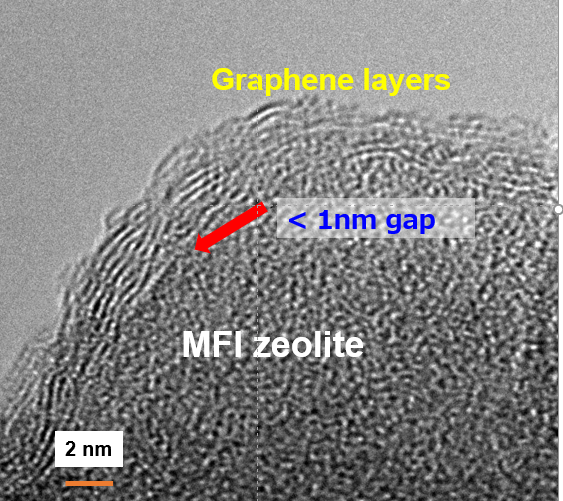 Graphene layers
< 1nm gap
MFI zeolite
2 nm